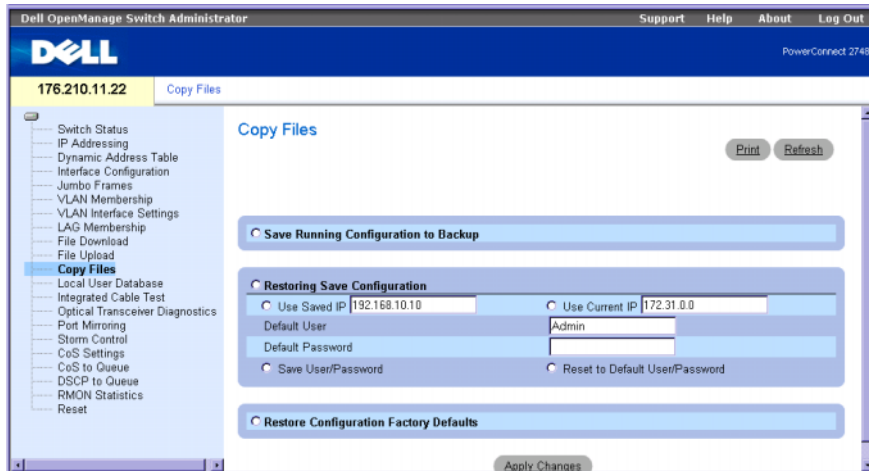 Dell OpenManage Switch Administrator Support Help About Log Out
DELL
PowerConnect 2748
176.210.11.22 Copy Files
Switch Status
IP Addressing
Dynamic Address Table
Interface Configuration
Jumbo Frames
VLAN Membership
VLAN Interface Settings
LAG Membership
File Download
File Upload
Copy Files
Local User Database
Integrated Cable Test
Optical Transceiver Diagnostics
Port Mirroring
Storm Control
CoS Settings
CoS to Queue
DSCP to Queue
RMON Statistics
Reset
Copy Files
Print Refresh
Save Running Configuration to Backup
Restoring Save Configuration
Use Saved IP 192.168.10.10 Use Current IP 172.31.0.0
Default User Admin
Default Password
Save User/Password Reset to Default User/Password
Restore Configuration Factory Defaults
Apply Changes